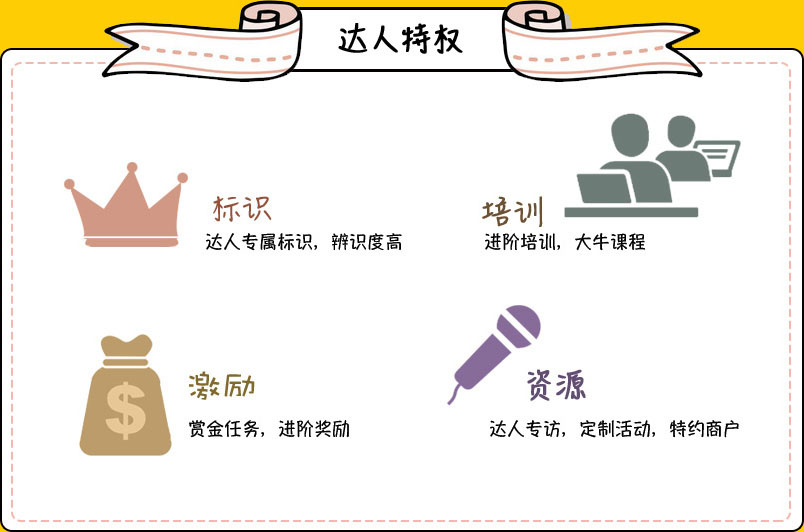 达人特权
标识
达人专属标识，辨识度高
培训
进阶培训，大牛课程
激励
赏金任务，进阶奖励
$
资源
达人专访，定制活动，特约商户